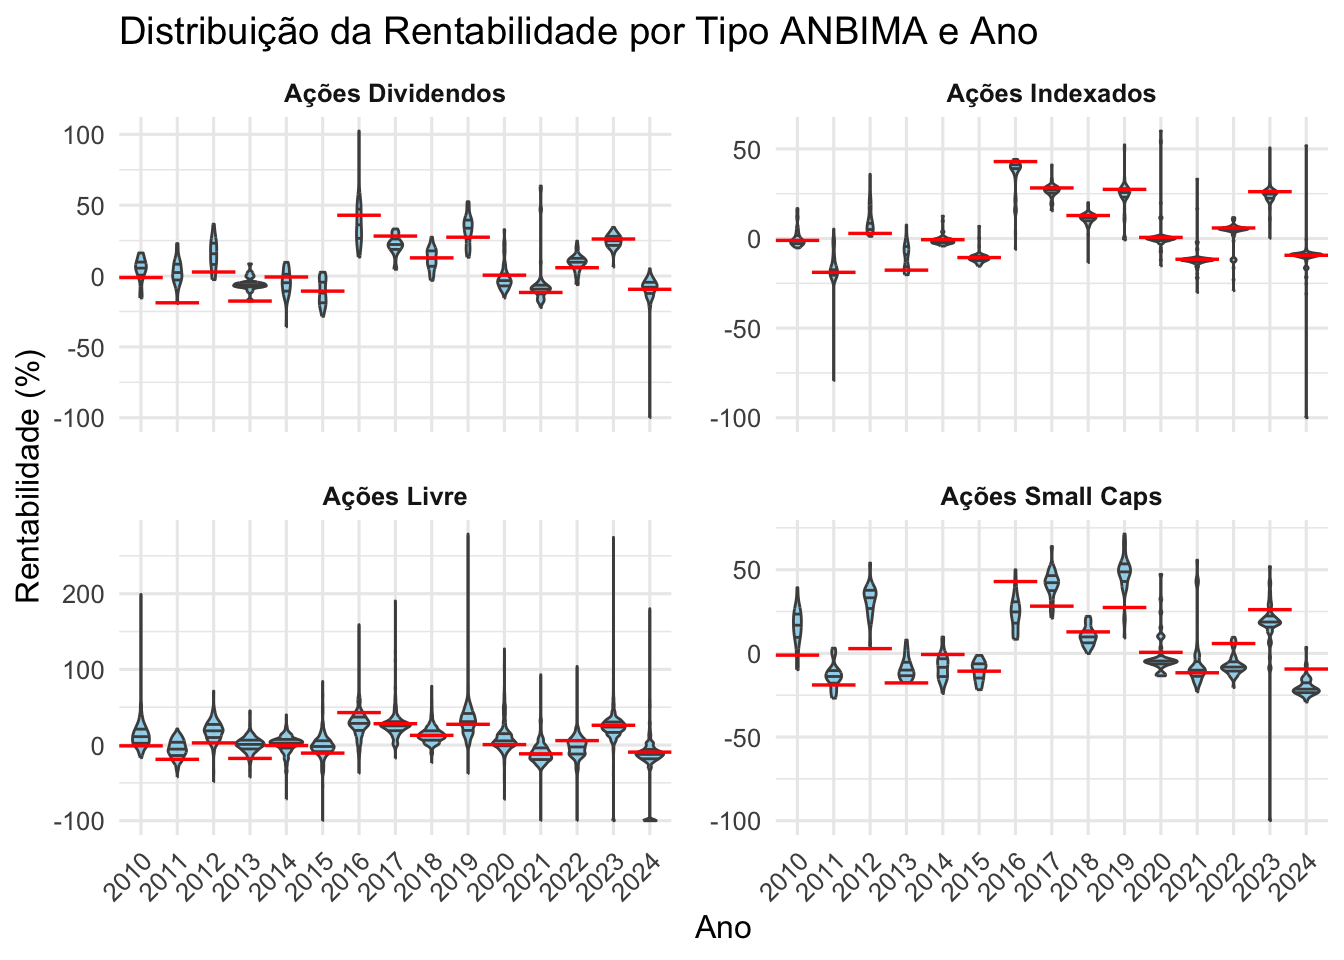 Distribuição da Rentabilidade por Tipo ANBIMA e Ano
Ações Dividendos
Ações Indexados
100
50
0
-50
-100
50
0
-50
-100
Rentabilidade (%)
Ações Livre
Ações Small Caps
200
100
0
-100
50
0
-50
-100
2010 2011 2012 2013 2014 2015 2016 2017 2018 2019 2020 2021 2022 2023 2024
2010 2011 2012 2013 2014 2015 2016 2017 2018 2019 2020 2021 2022 2023 2024
Ano